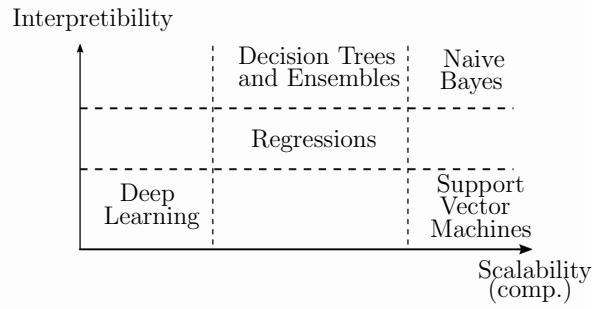 Interpretibility
Decision Trees
and Ensembles
Naive
Bayes
Regressions
Deep
Learning
Support
Vector
Machines
Scalability
(comp.)